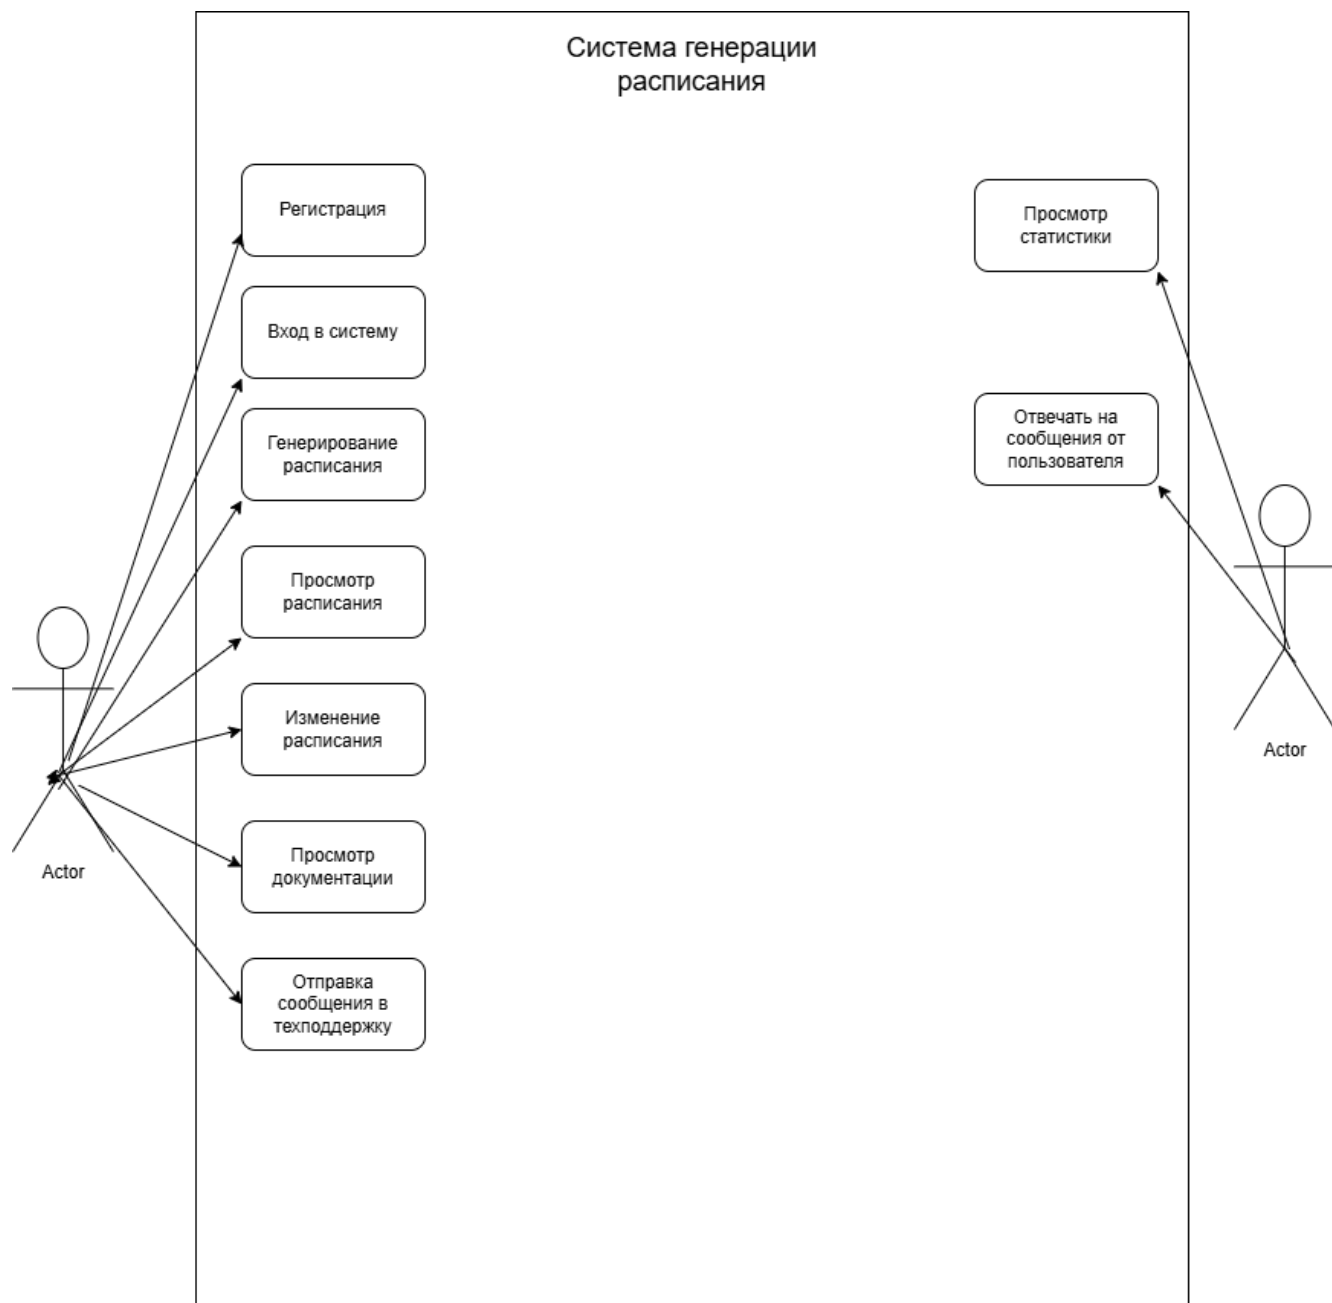 Система генерации
расписания
Регистрация
Вход в систему
Генерирование
расписания
Просмотр
расписания
Изменение
расписания
Просмотр
документации
Отправка
сообщения в
техподдержку
Actor
Просмотр
статистики
Отвечать на
сообщения от
пользователя
Actor